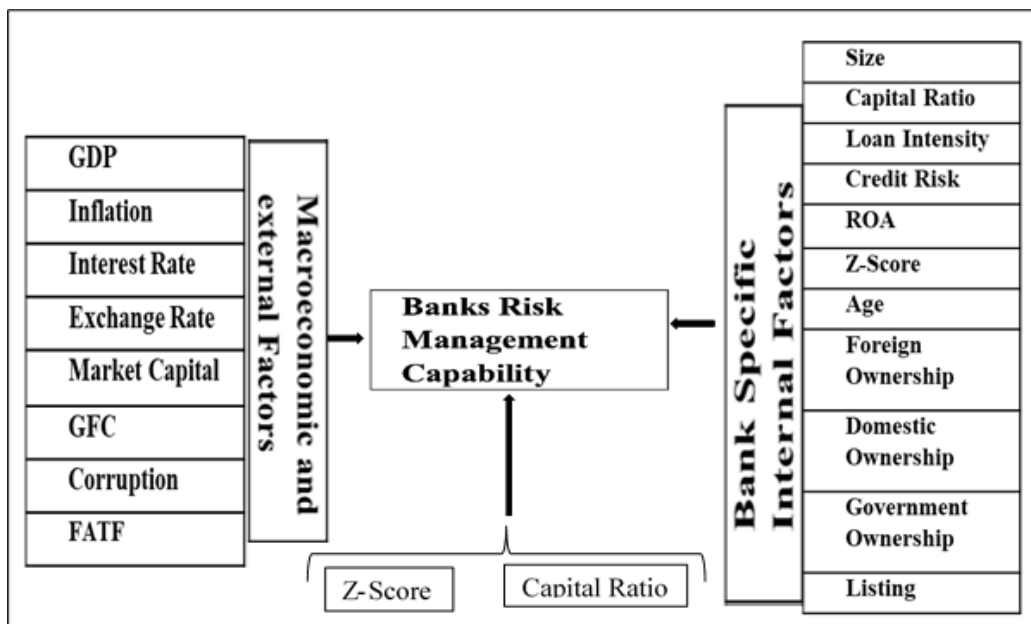 GDP
Inflation
Interest Rate
Exchange Rate
Market Capital
GFC
Corruption
FATF
Macroeconomic and
external Factors
Banks Risk
Management
Capability
Z-Score
Capital Ratio
Bank Specific
Internal Factors
Size
Capital Ratio
Loan Intensity
Credit Risk
ROA
Z-Score
Age
Foreign
Ownership
Domestic
Ownership
Government
Ownership
Listing